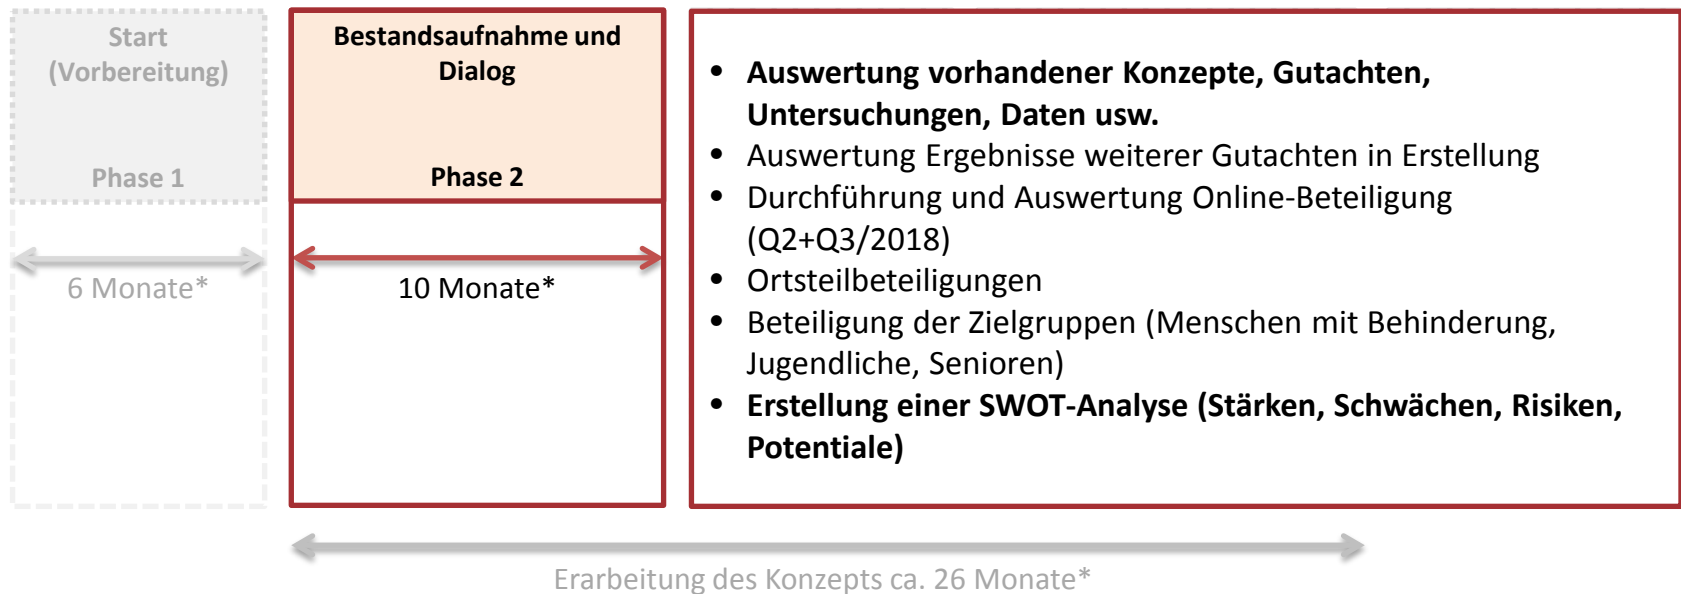 Start
(Vorbereitung)
Phase 1
6 Monate*
Bestandsaufnahme und
Dialog
Phase 2
10 Monate*
• Auswertung vorhandener Konzepte, Gutachten,
Untersuchungen, Daten usw.
• Auswertung Ergebnisse weiterer Gutachten in Erstellung
• Durchführung und Auswertung Online-Beteiligung
(Q2+Q3/2018)
• Ortsteilbeteiligungen
• Beteiligung der Zielgruppen (Menschen mit Behinderung,
Jugendliche, Senioren)
• Erstellung einer SWOT-Analyse (Stärken, Schwächen, Risiken,
Potentiale)
Erarbeitung des Konzepts ca. 26 Monate*